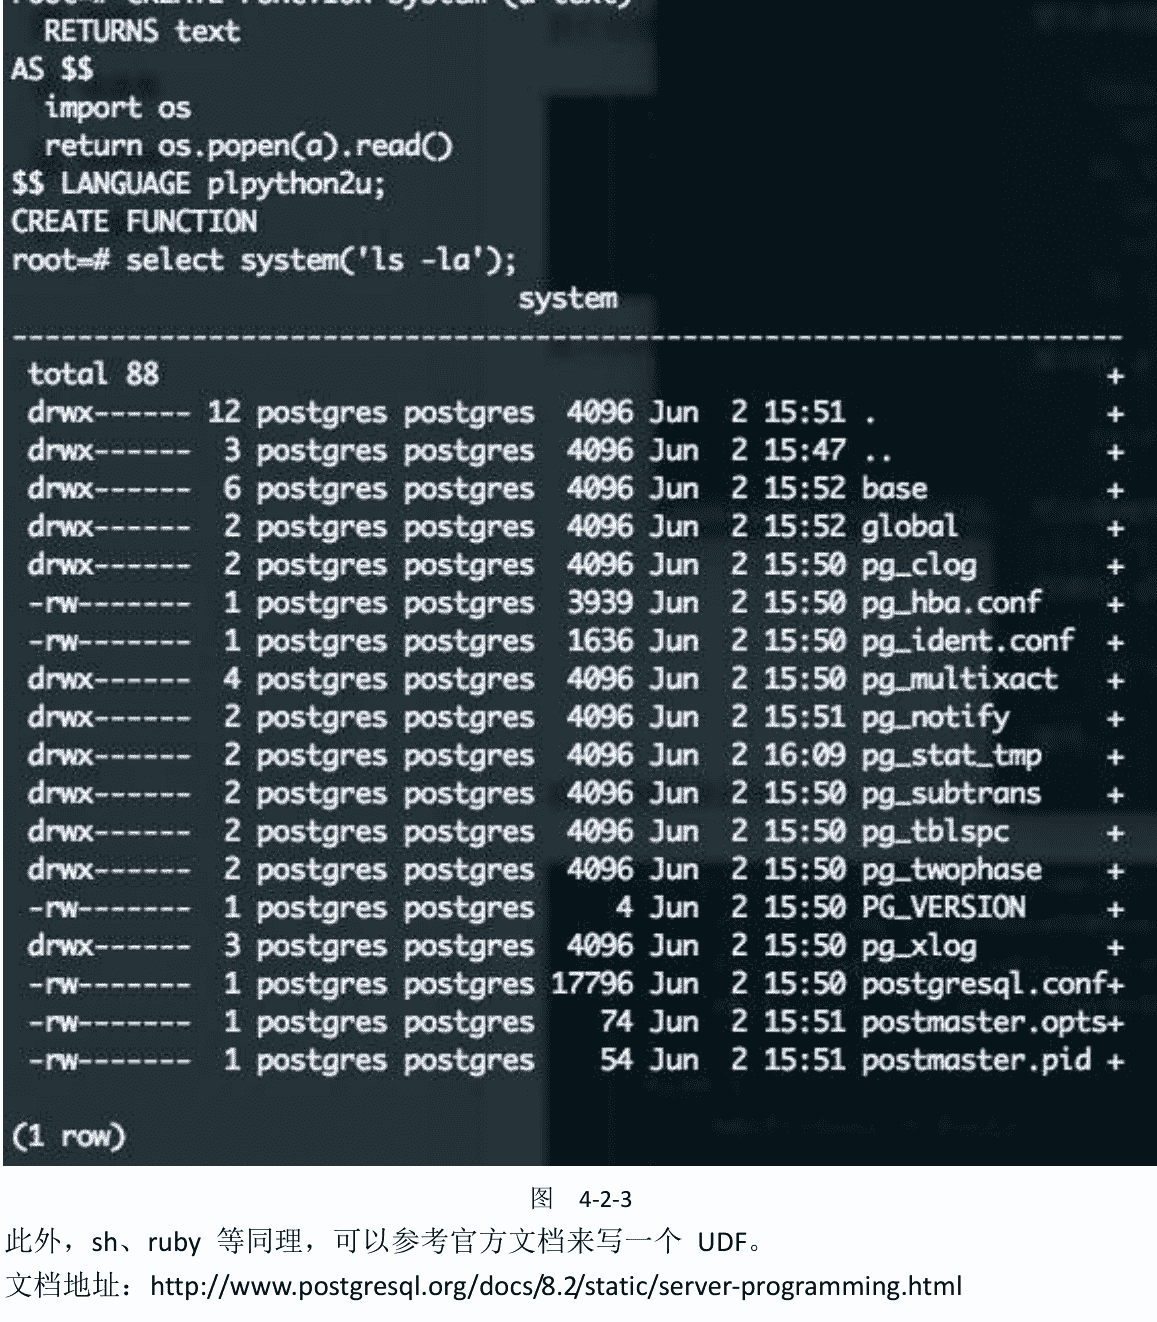 root=# CREATE FUNCTION system (a text)
  RETURNS text
AS $$
  import os
  return os.popen(a).read()
$$ LANGUAGE plpython2u;
CREATE FUNCTION
root=# select system('ls -la');
system
--------------------------------------------------------------------
total 88 +
drwx------ 12 postgres postgres  4096 Jun  2 15:51 . +
drwx------  3 postgres postgres  4096 Jun  2 15:47 .. +
drwx------  6 postgres postgres  4096 Jun  2 15:52 base +
drwx------  2 postgres postgres  4096 Jun  2 15:52 global +
drwx------  2 postgres postgres  4096 Jun  2 15:50 pg_clog +
-rw-------  1 postgres postgres  3939 Jun  2 15:50 pg_hba.conf +
-rw-------  1 postgres postgres  1636 Jun  2 15:50 pg_ident.conf +
drwx------  4 postgres postgres  4096 Jun  2 15:50 pg_multixact +
drwx------  2 postgres postgres  4096 Jun  2 15:51 pg_notify +
drwx------  2 postgres postgres  4096 Jun  2 16:09 pg_stat_tmp +
drwx------  2 postgres postgres  4096 Jun  2 15:50 pg_subtrans +
drwx------  2 postgres postgres  4096 Jun  2 15:50 pg_tblspc +
drwx------  2 postgres postgres  4096 Jun  2 15:50 pg_twophase +
-rw-------  1 postgres postgres     4 Jun  2 15:50 PG_VERSION +
drwx------  3 postgres postgres  4096 Jun  2 15:50 pg_xlog +
-rw-------  1 postgres postgres 17796 Jun  2 15:50 postgresql.conf+
-rw-------  1 postgres postgres    74 Jun  2 15:51 postmaster.opts+
-rw-------  1 postgres postgres    54 Jun  2 15:51 postmaster.pid +
(1 row)
图 4-2-3
此外，sh、ruby 等同理，可以参考官方文档来写一个 UDF。
文档地址：http://www.postgresql.org/docs/8.2/static/server-programming.html